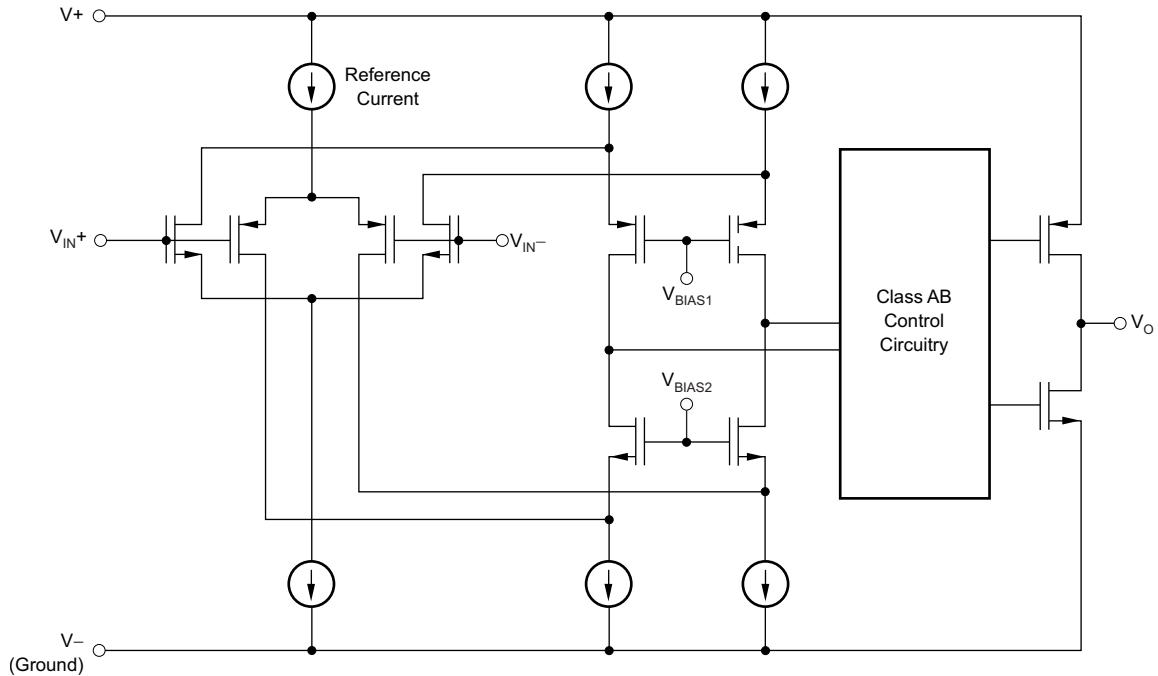 V+
Reference
Current
V_IN+
V_IN−
V_BIAS1
V_BIAS2
Class AB
Control
Circuitry
V_O
V−
(Ground)